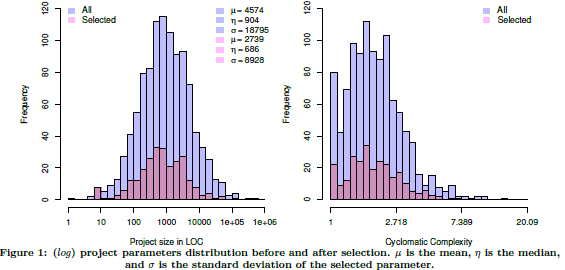 All
Selected
μ = 4574
η = 904
σ = 18795
μ = 2739
η = 686
σ = 8928
Frequency
0 20 40 60 80 100 120
1 10 100 1000 10000 1e+05 1e+06
Project size in LOC
All
Selected
Frequency
0 20 40 60 80 100 120
1 2.718 7.389 20.09
Cyclomatic Complexity
Figure 1: (log) project parameters distribution before and after selection. μ is the mean, η is the median,
and σ is the standard deviation of the selected parameter.